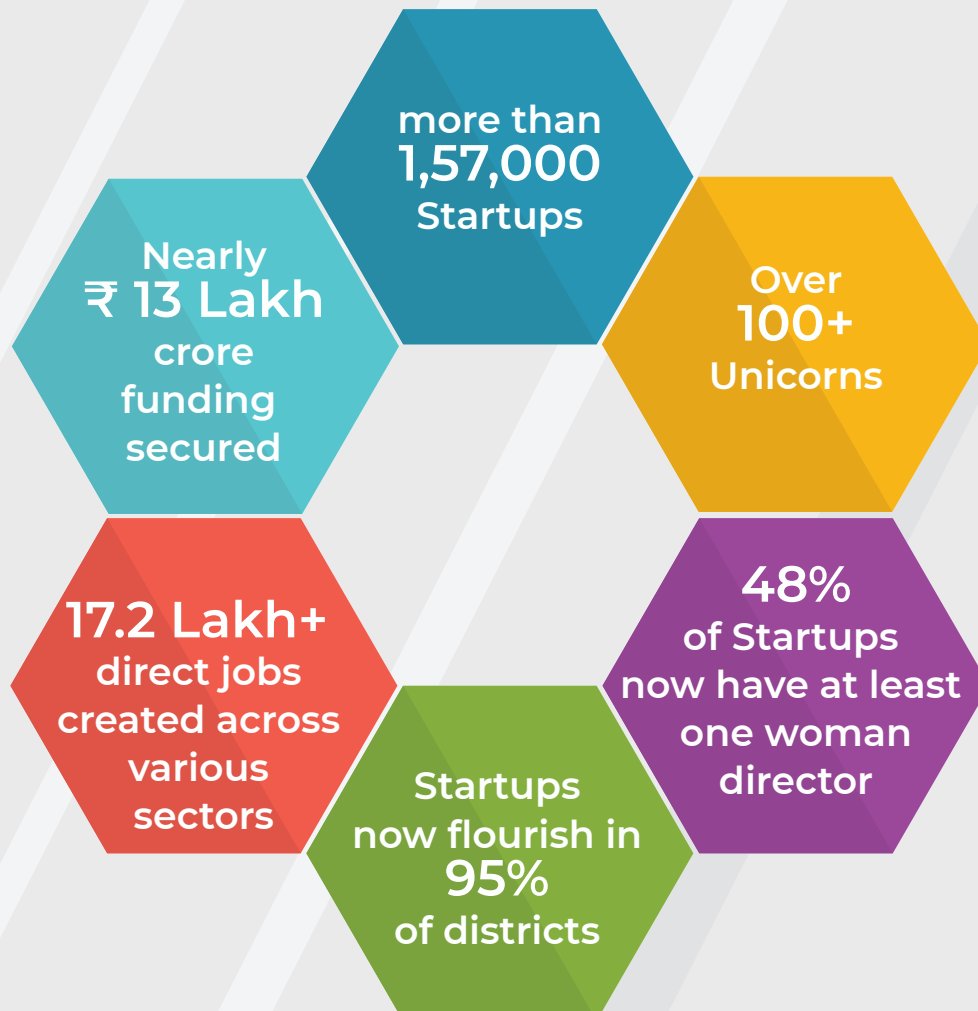 more than
1,57,000
Startups
Nearly
₹ 13 Lakh
crore
funding
secured
Over
100+
Unicorns
17.2 Lakh+
direct jobs
created across
various
sectors
48%
of Startups
now have at least
one woman
director
Startups
now flourish in
95%
of districts